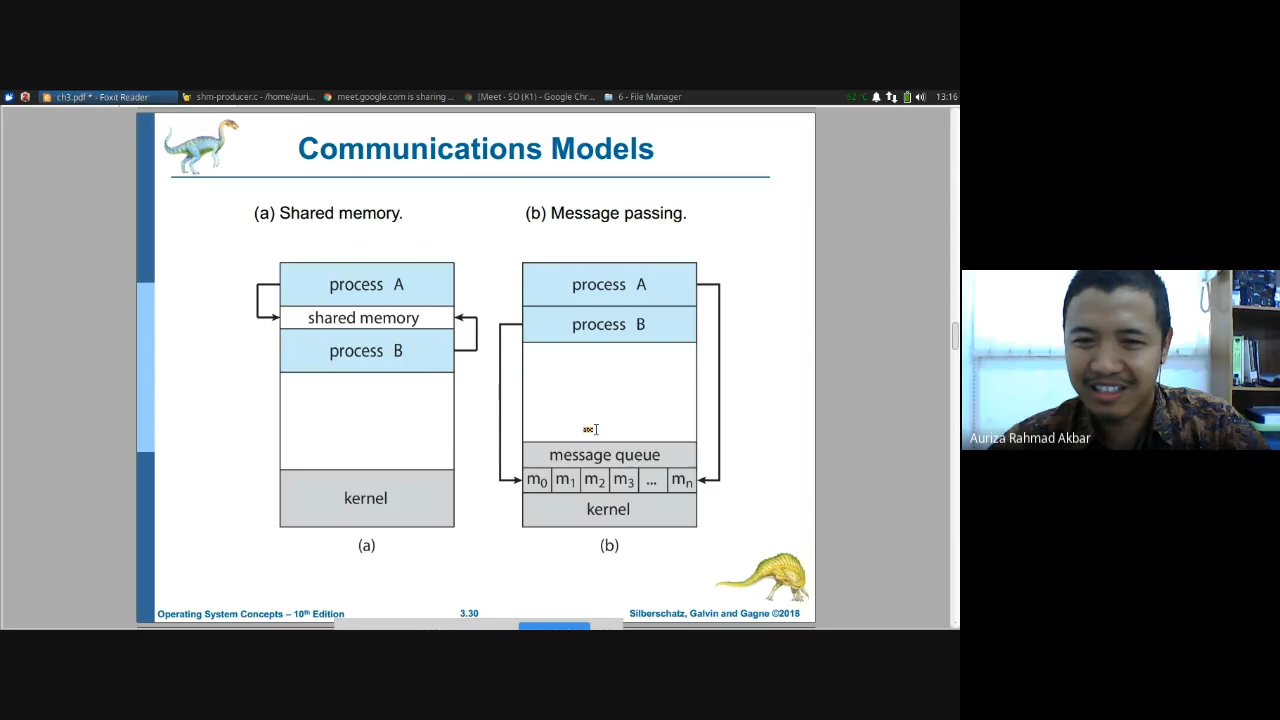 ch3.pdf * - Foxit Reader
shm-producer.c - /home/auri...
meet.google.com is sharing ...
[Meet - SO (K1) - Google Chr...
6 - File Manager
62°C
13:16
Communications Models
(a) Shared memory.
(b) Message passing.
process A
shared memory
process B
kernel
(a)
process A
process B
message queue
m0 m1 m2 m3 ... mn
kernel
(b)
Operating System Concepts – 10th Edition
3.30
Silberschatz, Galvin and Gagne ©2018
Auriza Rahmad Akbar